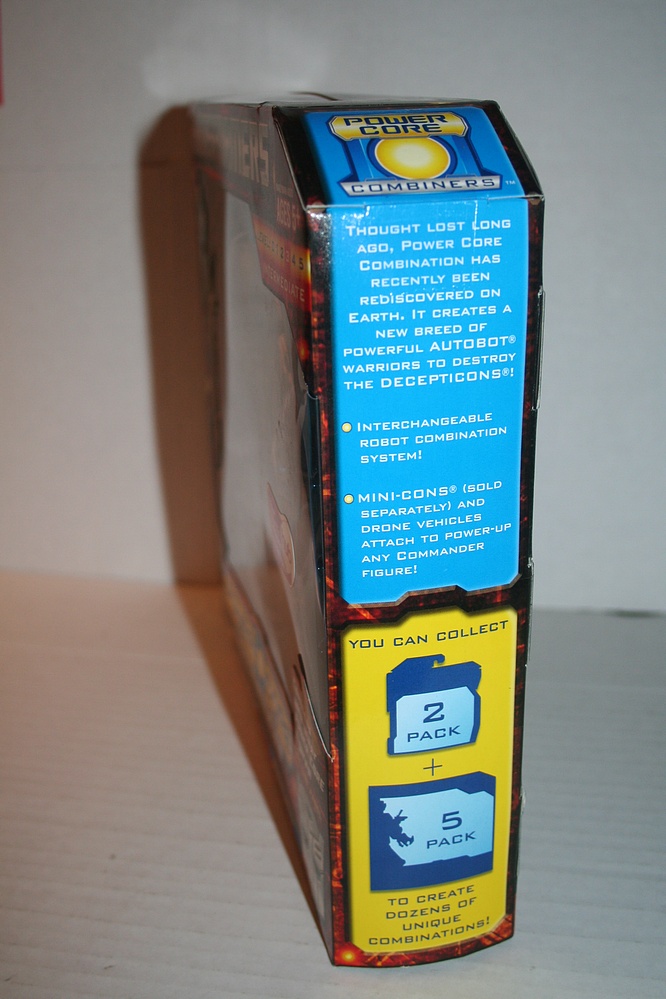 POWER
CORE
COMBINERS™
THOUGHT LOST LONG
AGO, POWER CORE
COMBINATION HAS
RECENTLY BEEN
REDISCOVERED ON
EARTH. IT CREATES A
NEW BREED OF
POWERFUL AUTOBOT®
WARRIORS TO DESTROY
THE DECEPTICONS®!
INTERCHANGEABLE
ROBOT COMBINATION
SYSTEM!
MINI-CONS® (SOLD
SEPARATELY) AND
DRONE VEHICLES
ATTACH TO POWER-UP
ANY COMMANDER
FIGURE!
YOU CAN COLLECT
2
PACK
+
5
PACK
TO CREATE
DOZENS OF
UNIQUE
COMBINATIONS!